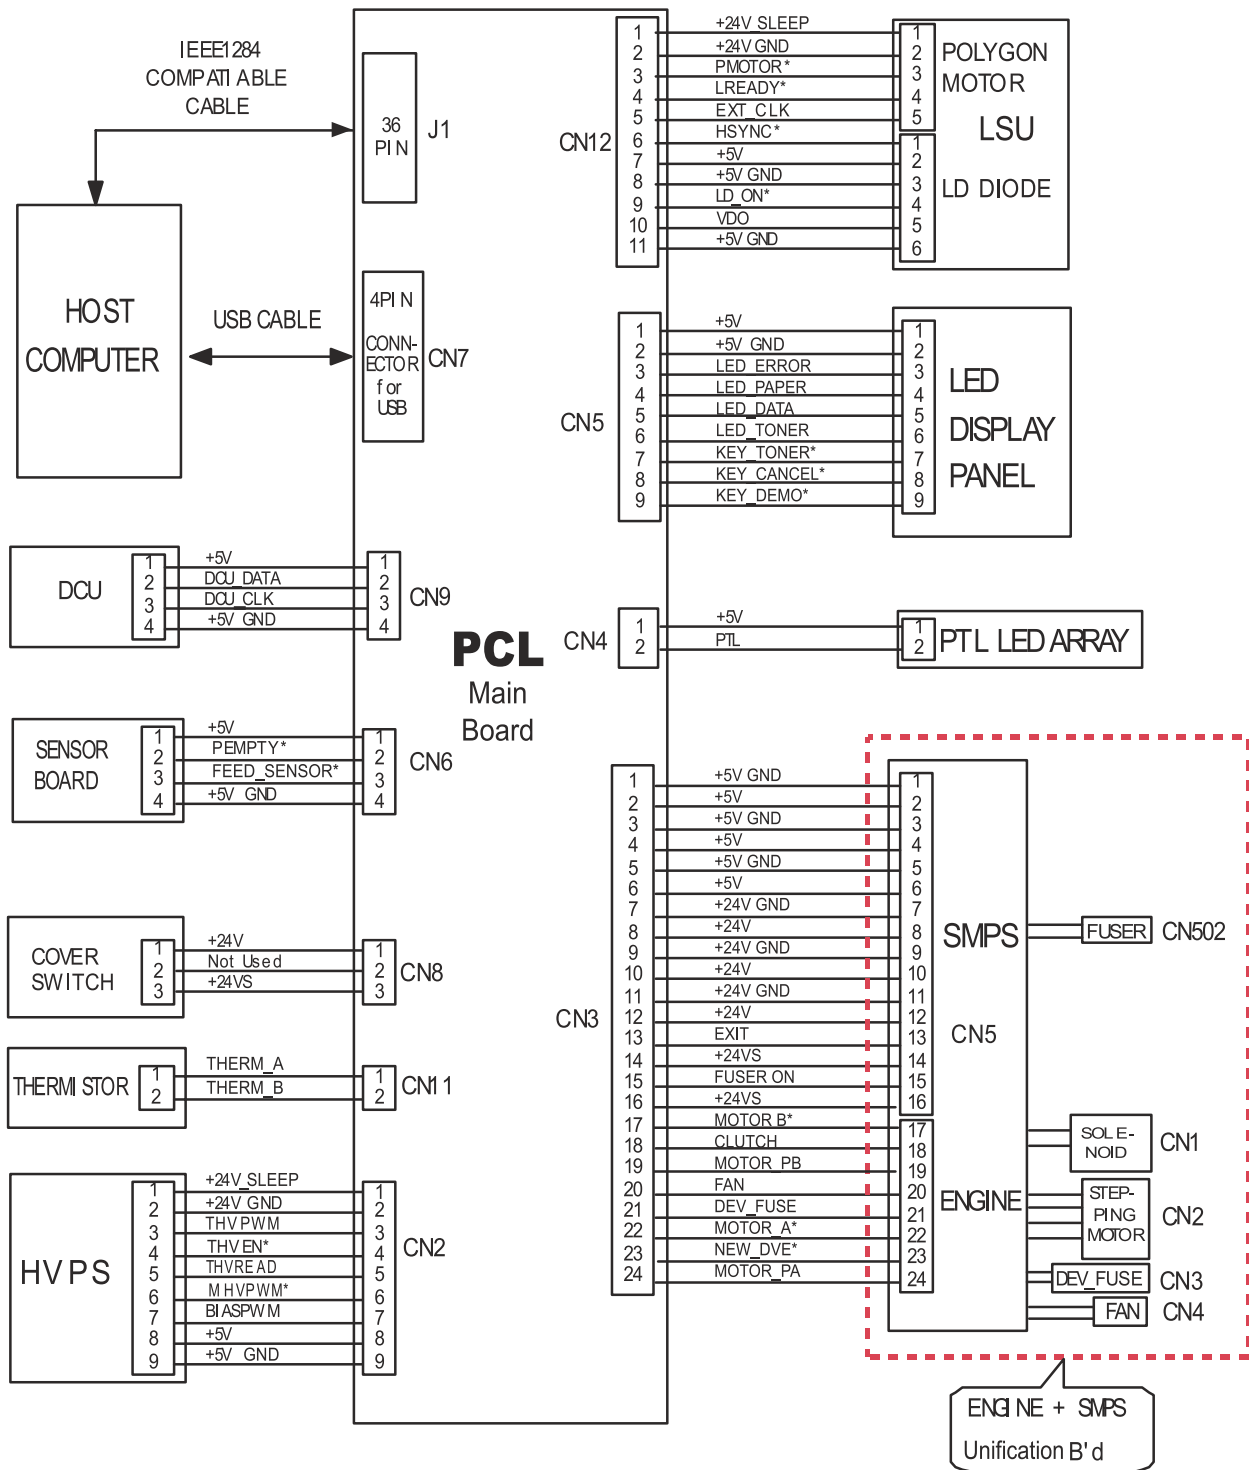 IEEE1284
COMPATIABLE
CABLE
36
PIN
J1
HOST
COMPUTER
USB CABLE
4PIN
CONN-
ECTOR
for
USB
CN7
DCU
1 +5V 1
2 DCU_DATA 2
3 DCU_CLK 3
4 +5V GND 4
CN9
PCL
Main
Board
SENSOR
BOARD
1 +5V 1
2 PEMPTY* 2
3 FEED_SENSOR* 3
4 +5V GND 4
CN6
COVER
SWITCH
1 +24V 1
2 Not Used 2
3 +24VS 3
CN8
THERMISTOR
1 THERM_A 1
2 THERM_B 2
CN11
HVPS
1 +24V_SLEEP 1
2 +24V GND 2
3 THVPWM 3
4 THVEN* 4
5 THVREAD 5
6 MHVPWM* 6
7 BIASPWM 7
8 +5V 8
9 +5V GND 9
CN2
CN12
1 +24V_SLEEP 1
2 +24V GND 2
3 PMOTOR* 3
4 LREADY* 4
5 EXT_CLK 5
6 HSYNC* 1
7 +5V 2
8 +5V GND 3
9 LD_ON* 4
10 VDO 5
11 +5V GND 6
POLYGON
MOTOR
LSU
LD DIODE
CN5
1 +5V 1
2 +5V GND 2
3 LED_ERROR 3
4 LED_PAPER 4
5 LED_DATA 5
6 LED_TONER 6
7 KEY_TONER* 7
8 KEY_CANCEL* 8
9 KEY_DEMO* 9
LED
DISPLAY
PANEL
CN4
1 +5V 1
2 PTL 2
PTL LED ARRAY
CN3
1 +5V GND 1
2 +5V 2
3 +5V GND 3
4 +5V 4
5 +5V GND 5
6 +5V 6
7 +24V GND 7
8 +24V 8
9 +24V GND 9
10 +24V 10
11 +24V GND 11
12 +24V 12
13 EXIT 13
14 +24VS 14
15 FUSER ON 15
16 +24VS 16
17 MOTOR B* 17
18 CLUTCH 18
19 MOTOR_PB 19
20 FAN 20
21 DEV_FUSE 21
22 MOTOR_A* 22
23 NEW_DVE* 23
24 MOTOR_PA 24
SMPS
CN5
ENGINE
FUSER CN502
SOLE-
NOID
CN1
STEP-
PING
MOTOR
CN2
DEV_FUSE CN3
FAN CN4
ENGINE + SMPS
Unification B'd